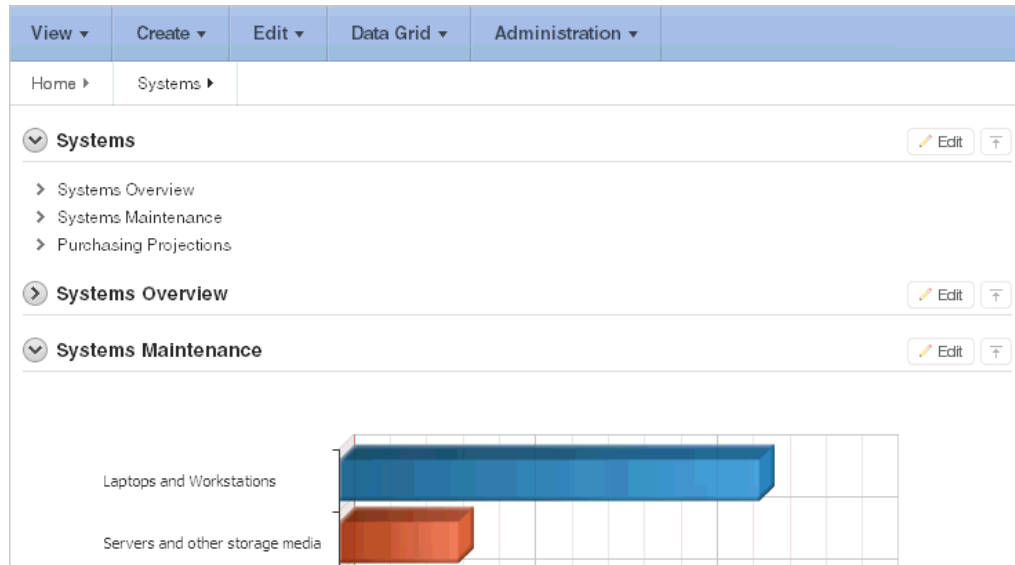 View Create Edit Data Grid Administration
Home Systems
Systems Edit
Systems Overview
Systems Maintenance
Purchasing Projections
Systems Overview Edit
Systems Maintenance Edit
Laptops and Workstations
Servers and other storage media